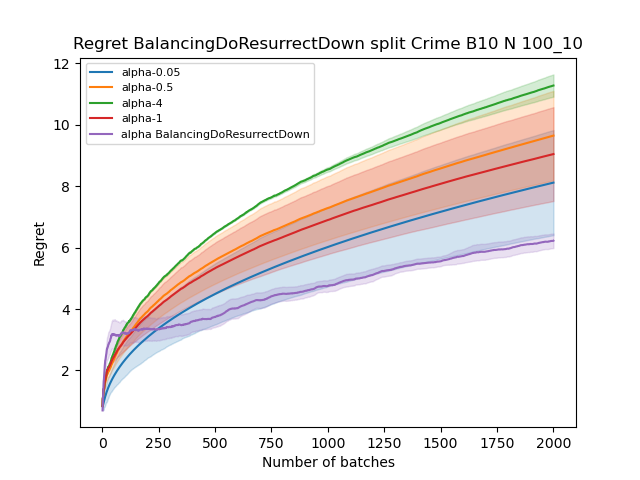 Regret BalancingDoResurrectDown split Crime B10 N 100_10
alpha-0.05
alpha-0.5
alpha-4
alpha-1
alpha BalancingDoResurrectDown
12
10
8
6
4
2
Regret
0
250
500
750
1000
1250
1500
1750
2000
Number of batches